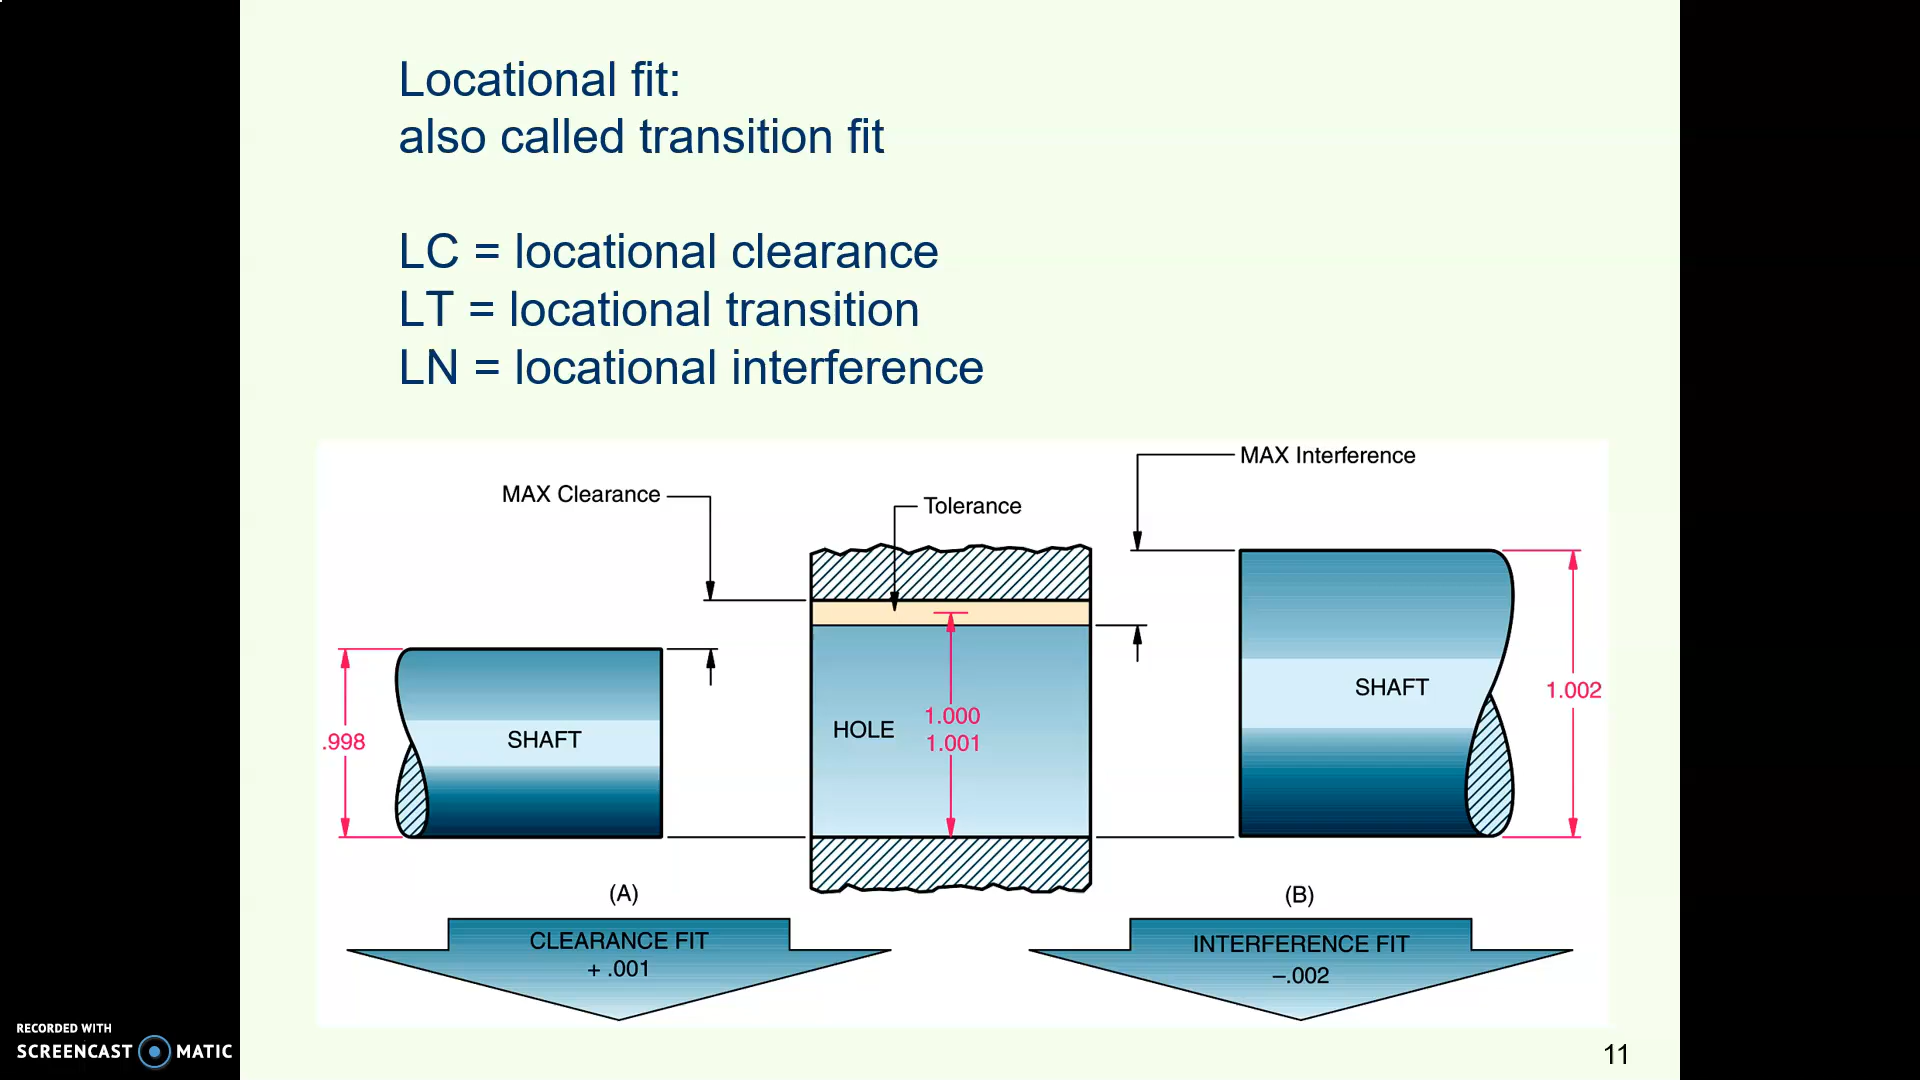 Locational fit:
also called transition fit
LC = locational clearance
LT = locational transition
LN = locational interference
MAX Interference
MAX Clearance
Tolerance
SHAFT
1.002
.998
SHAFT
HOLE
1.000
1.001
(A)
(B)
CLEARANCE FIT
+ .001
INTERFERENCE FIT
–.002
RECORDED WITH
SCREENCAST MATIC
11